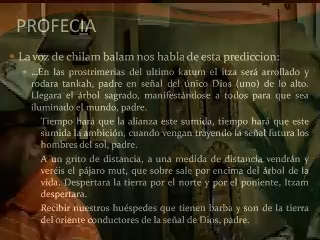 PROFECIA
La voz de chilam balam nos habla de esta prediccion:
...En las prostrimerias del ultimo katum el itza será arrollado y
rodara tankah, padre en señal del único Dios (uno) de lo alto.
Llegara el árbol sagrado, manifestándose a todos para que sea
iluminado el mundo, padre.
Tiempo hará que la alianza este sumida, tiempo hará que este
sumida la ambición, cuando vengan trayendo la señal futura los
hombres del sol, padre.
A un grito de distancia, a una medida de distancia vendrán y
veréis el pájaro mut, que sobre sale por encima del árbol de la
vida. Despertara la tierra por el norte y por el poniente, Itzam
despertara.
Recibir nuestros huéspedes que tienen barba y son de la tierra
del oriente conductores de la señal de Dios, padre.